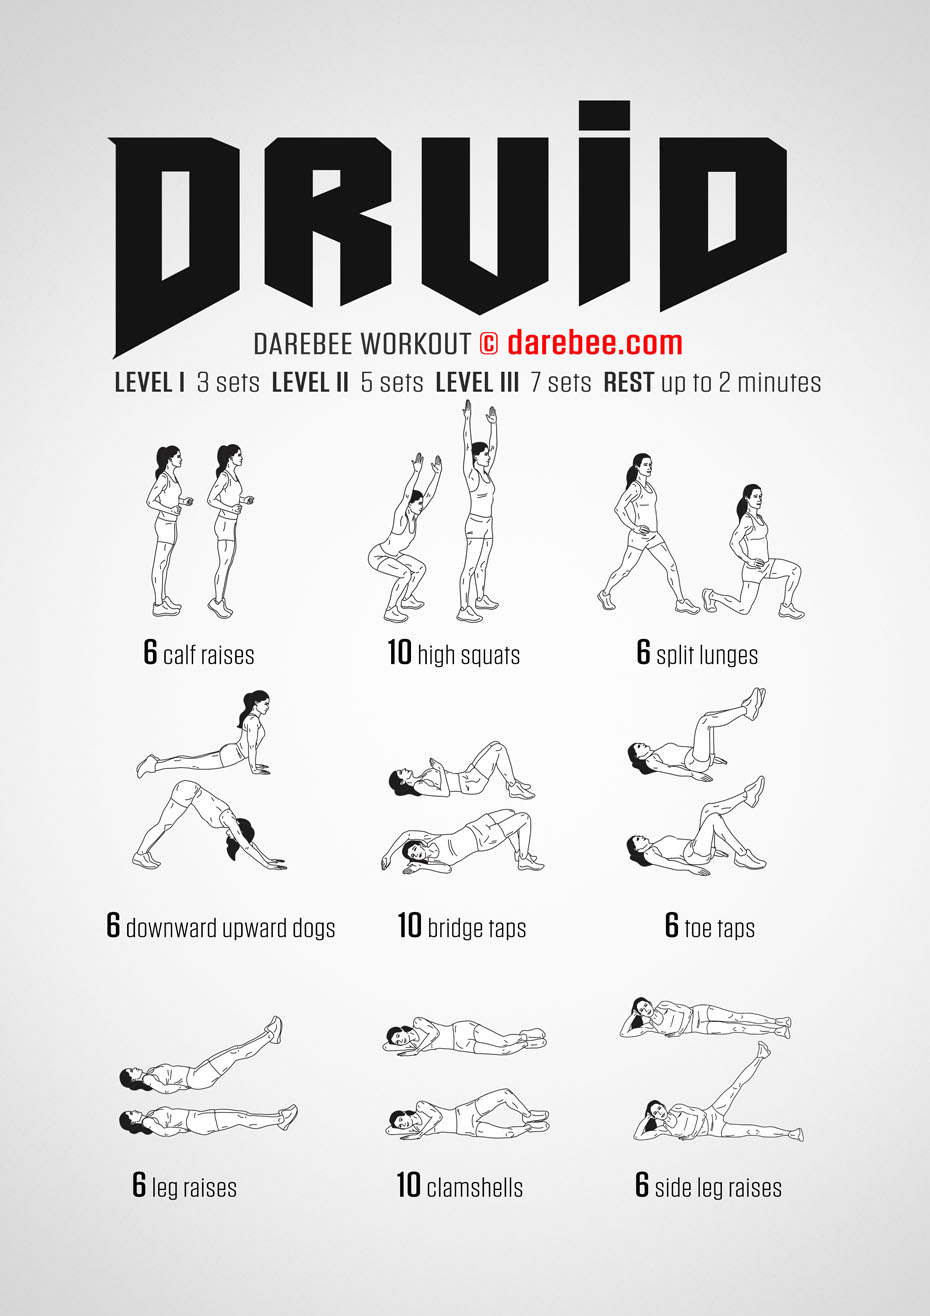 DRUiD
DAREBEE WORKOUT © darebee.com
LEVEL I 3 sets LEVEL II 5 sets LEVEL III 7 sets REST up to 2 minutes
6 calf raises
10 high squats
6 split lunges
6 downward upward dogs
10 bridge taps
6 toe taps
6 leg raises
10 clamshells
6 side leg raises